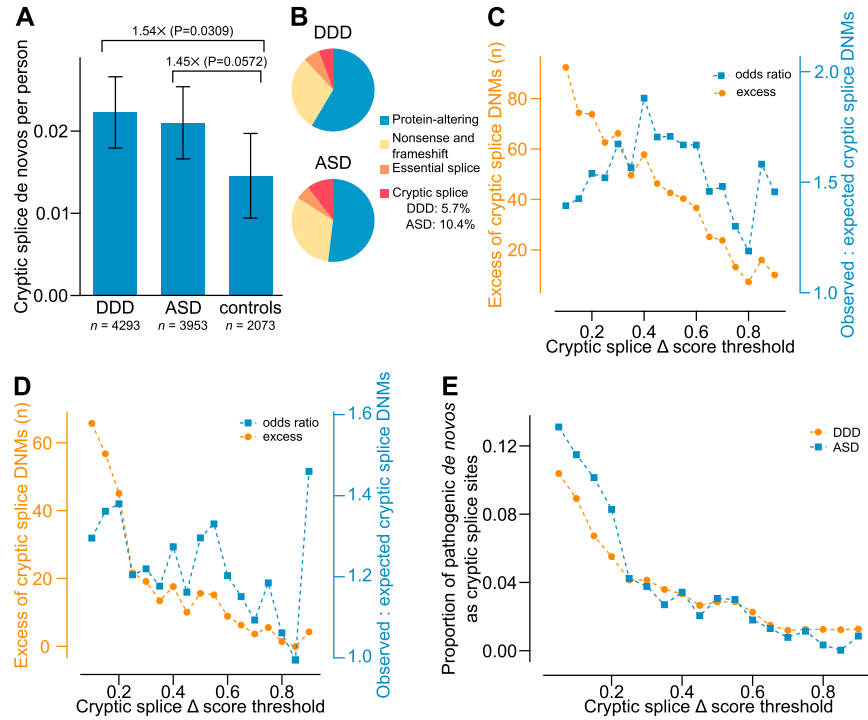 A
1.54× (P=0.0309)
1.45× (P=0.0572)
Cryptic splice de novos per person
0.02
0.01
0.00
DDD
ASD
controls
n = 4293
n = 3953
n = 2073
B
DDD
ASD
Protein-altering
Nonsense and
frameshift
Essential splice
Cryptic splice
DDD: 5.7%
ASD: 10.4%
C
Excess of cryptic splice DNMs (n)
80
60
40
20
odds ratio
excess
2.0
1.5
1.0
Observed : expected cryptic splice DNMs
0.2
0.4
0.6
0.8
Cryptic splice Δ score threshold
D
Excess of cryptic splice DNMs (n)
60
40
20
0
odds ratio
excess
1.6
1.4
1.2
1.0
Observed : expected cryptic splice DNMs
0.2
0.4
0.6
0.8
Cryptic splice Δ score threshold
E
Proportion of pathogenic de novos
as cryptic splice sites
0.12
0.08
0.04
0.00
DDD
ASD
0.2
0.4
0.6
0.8
Cryptic splice Δ score threshold